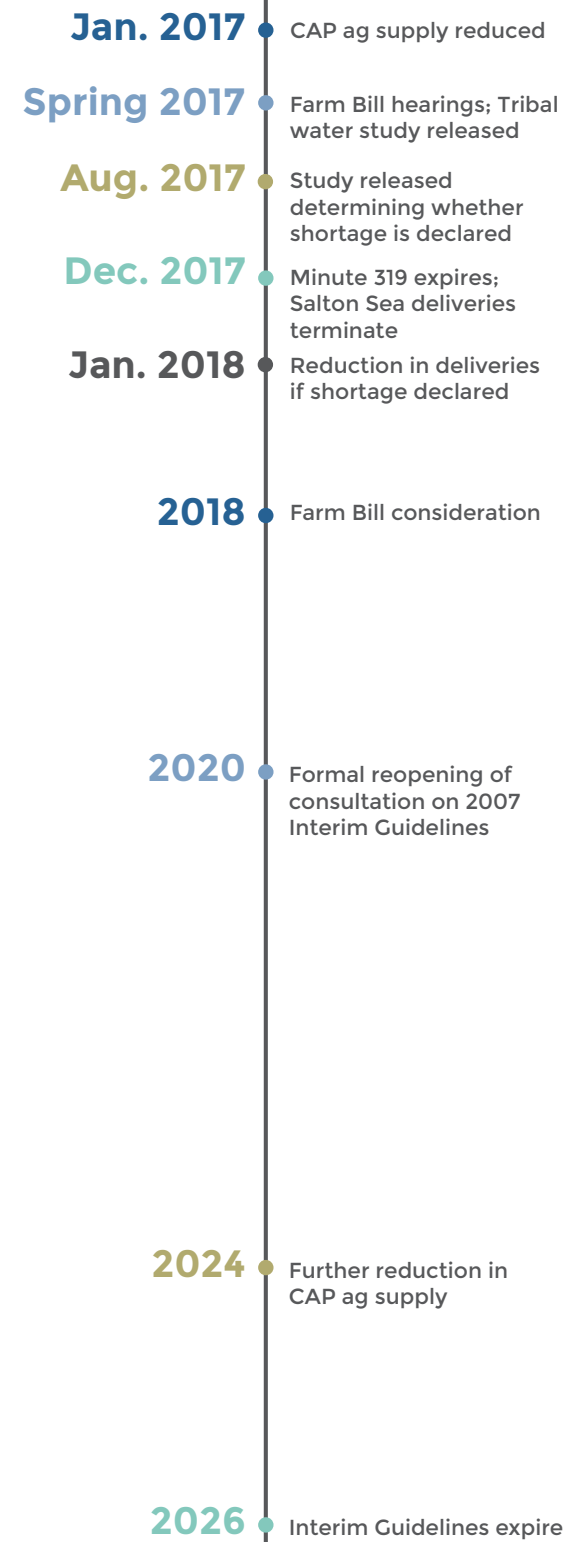 Jan. 2017
CAP ag supply reduced
Spring 2017
Farm Bill hearings; Tribal
water study released
Aug. 2017
Study released
determining whether
shortage is declared
Dec. 2017
Minute 319 expires;
Salton Sea deliveries
terminate
Jan. 2018
Reduction in deliveries
if shortage declared
2018
Farm Bill consideration
2020
Formal reopening of
consultation on 2007
Interim Guidelines
2024
Further reduction in
CAP ag supply
2026
Interim Guidelines expire